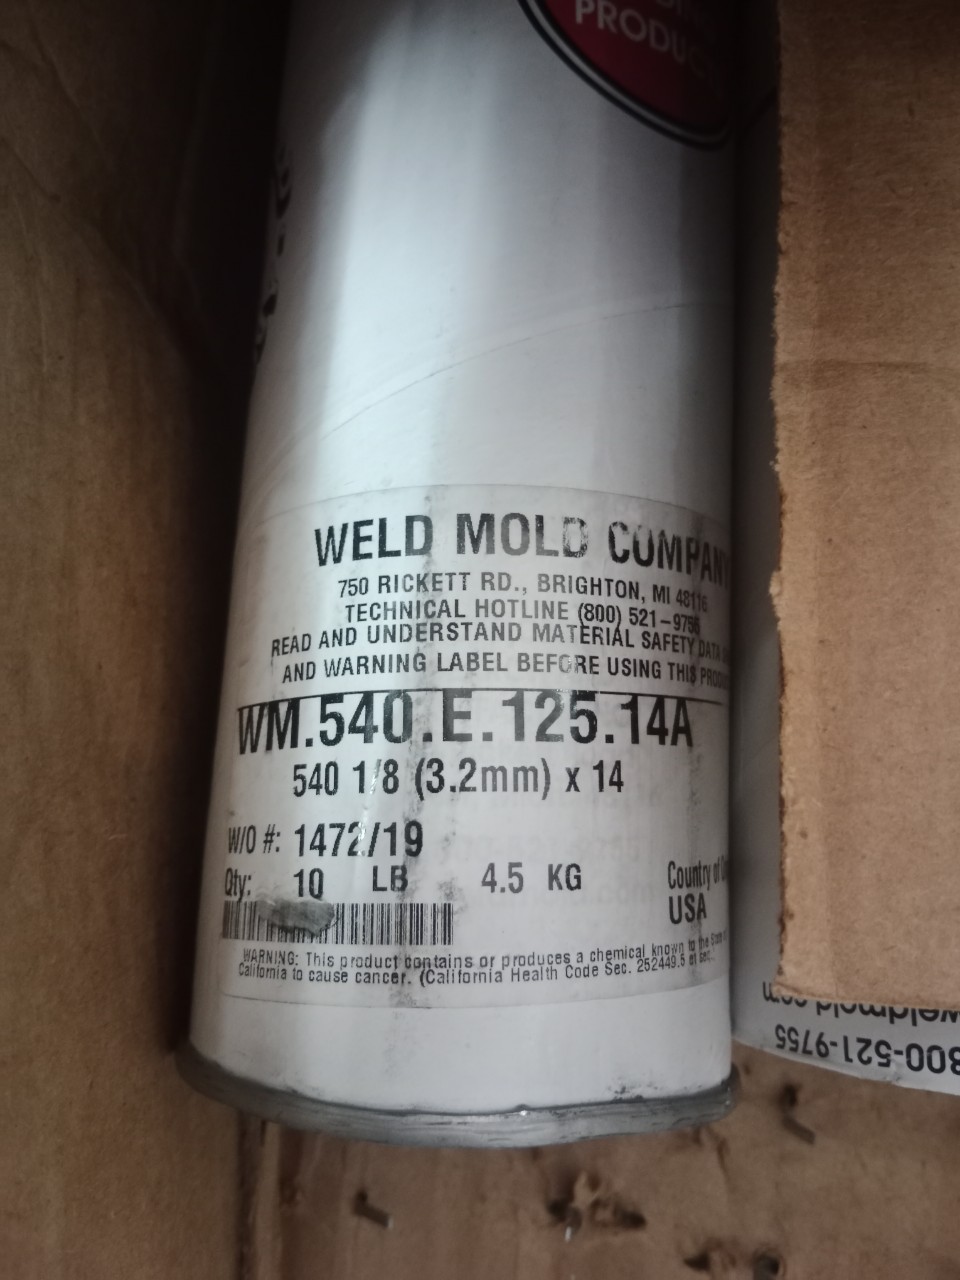 PRODUC
WELD MOLD COMPANY
750 RICKETT RD., BRIGHTON, MI 48116
TECHNICAL HOTLINE (800) 521-9755
READ AND UNDERSTAND MATERIAL SAFETY DATA
AND WARNING LABEL BEFORE USING THIS PRODU
WM.540.E.125.14A
540 1/8 (3.2mm) x 14
W/O #: 1472/19
Qty: 10 LB 4.5 KG
Country of
USA
WARNING: This product contains or produces a chemical known to the State
California to cause cancer. (California Health Code Sec. 252449.5 et seq.
800-521-9755
weldmold.com